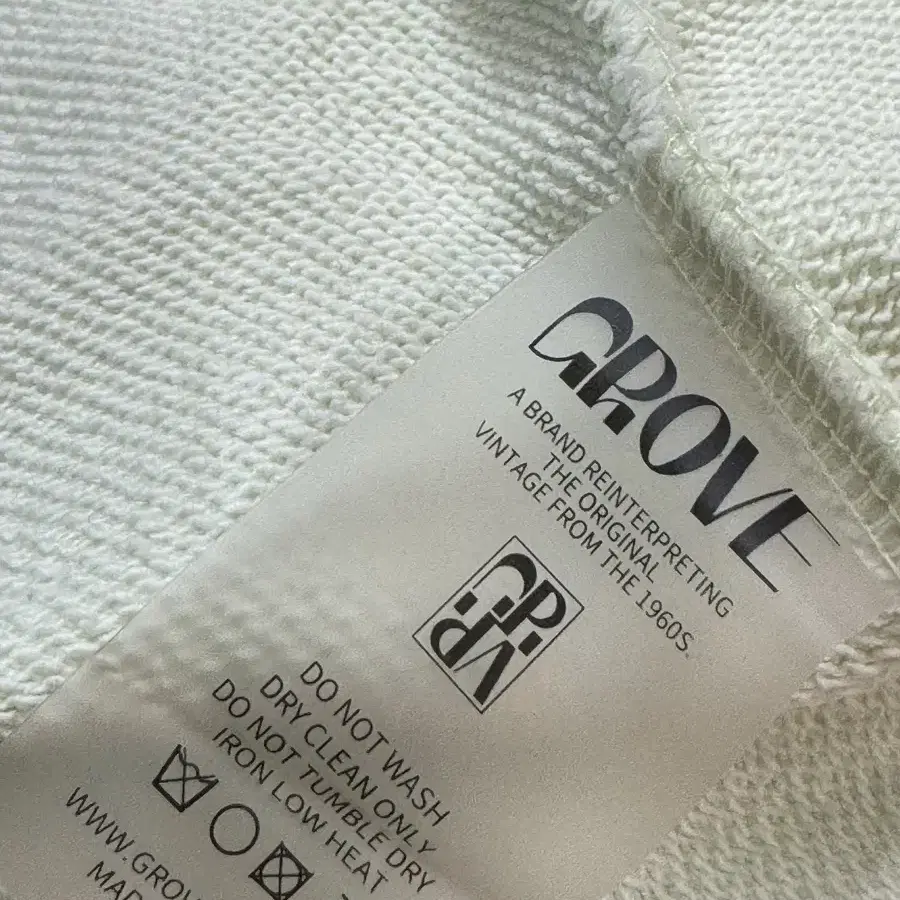 GROVE
A BRAND REINTERPRETING
THE ORIGINAL
VINTAGE FROM THE 1960S.
DO NOT WASH
DRY CLEAN ONLY
DO NOT TUMBLE DRY
IRON LOW HEAT